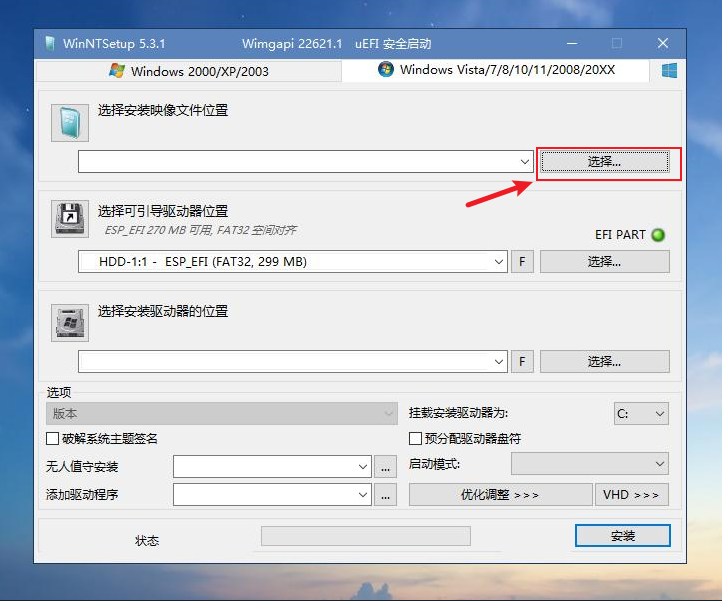 WinNTSetup 5.3.1 Wimgapi 22621.1 uEFI 安全启动
Windows 2000/XP/2003 Windows Vista/7/8/10/11/2008/20XX
选择安装映像文件位置
选择...
选择可引导驱动器位置
ESP_EFI 270 MB 可用, FAT32 空间对齐
EFI PART
HDD-1:1 - ESP_EFI (FAT32, 299 MB) F 选择...
选择安装驱动器的位置
F 选择...
选项
版本 挂载安装驱动器为: C:
破解系统主题签名 预分配驱动器盘符
无人值守安装 ... 启动模式:
添加驱动程序 ... 优化调整 >>> VHD >>>
状态 安装